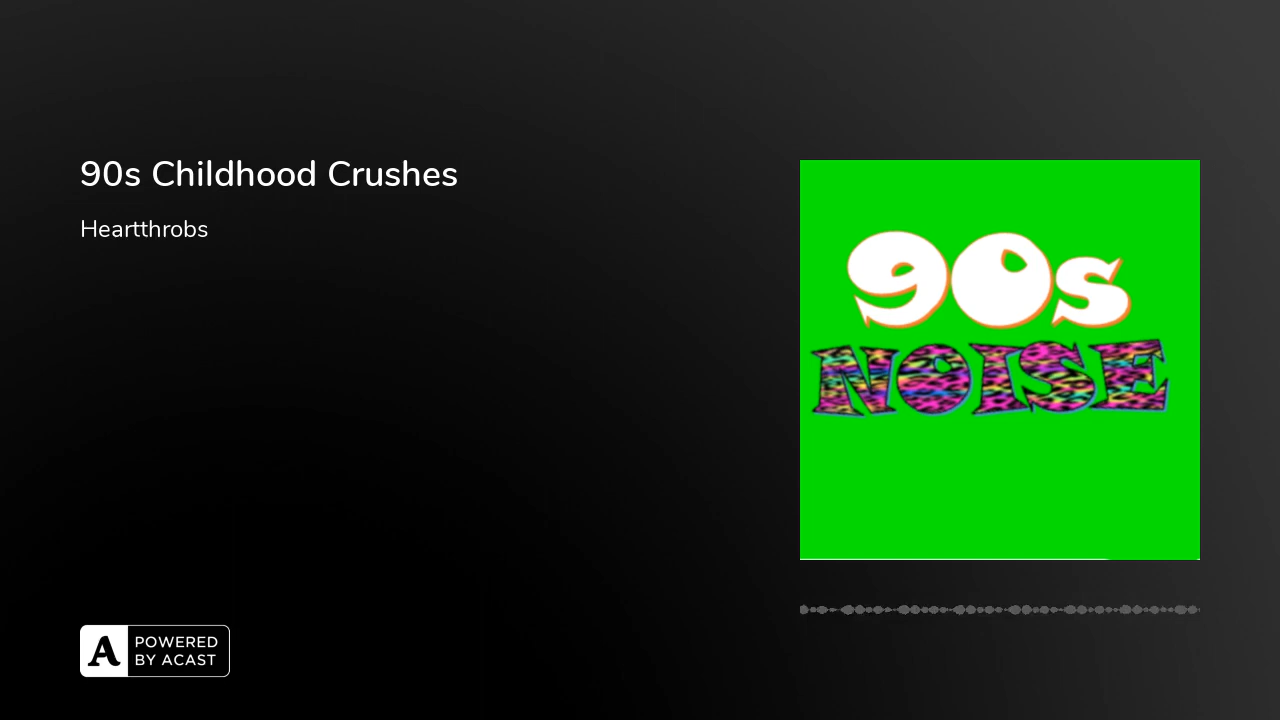 90s Childhood Crushes
Heartthrobs
90s
NOISE
A
POWERED
BY ACAST